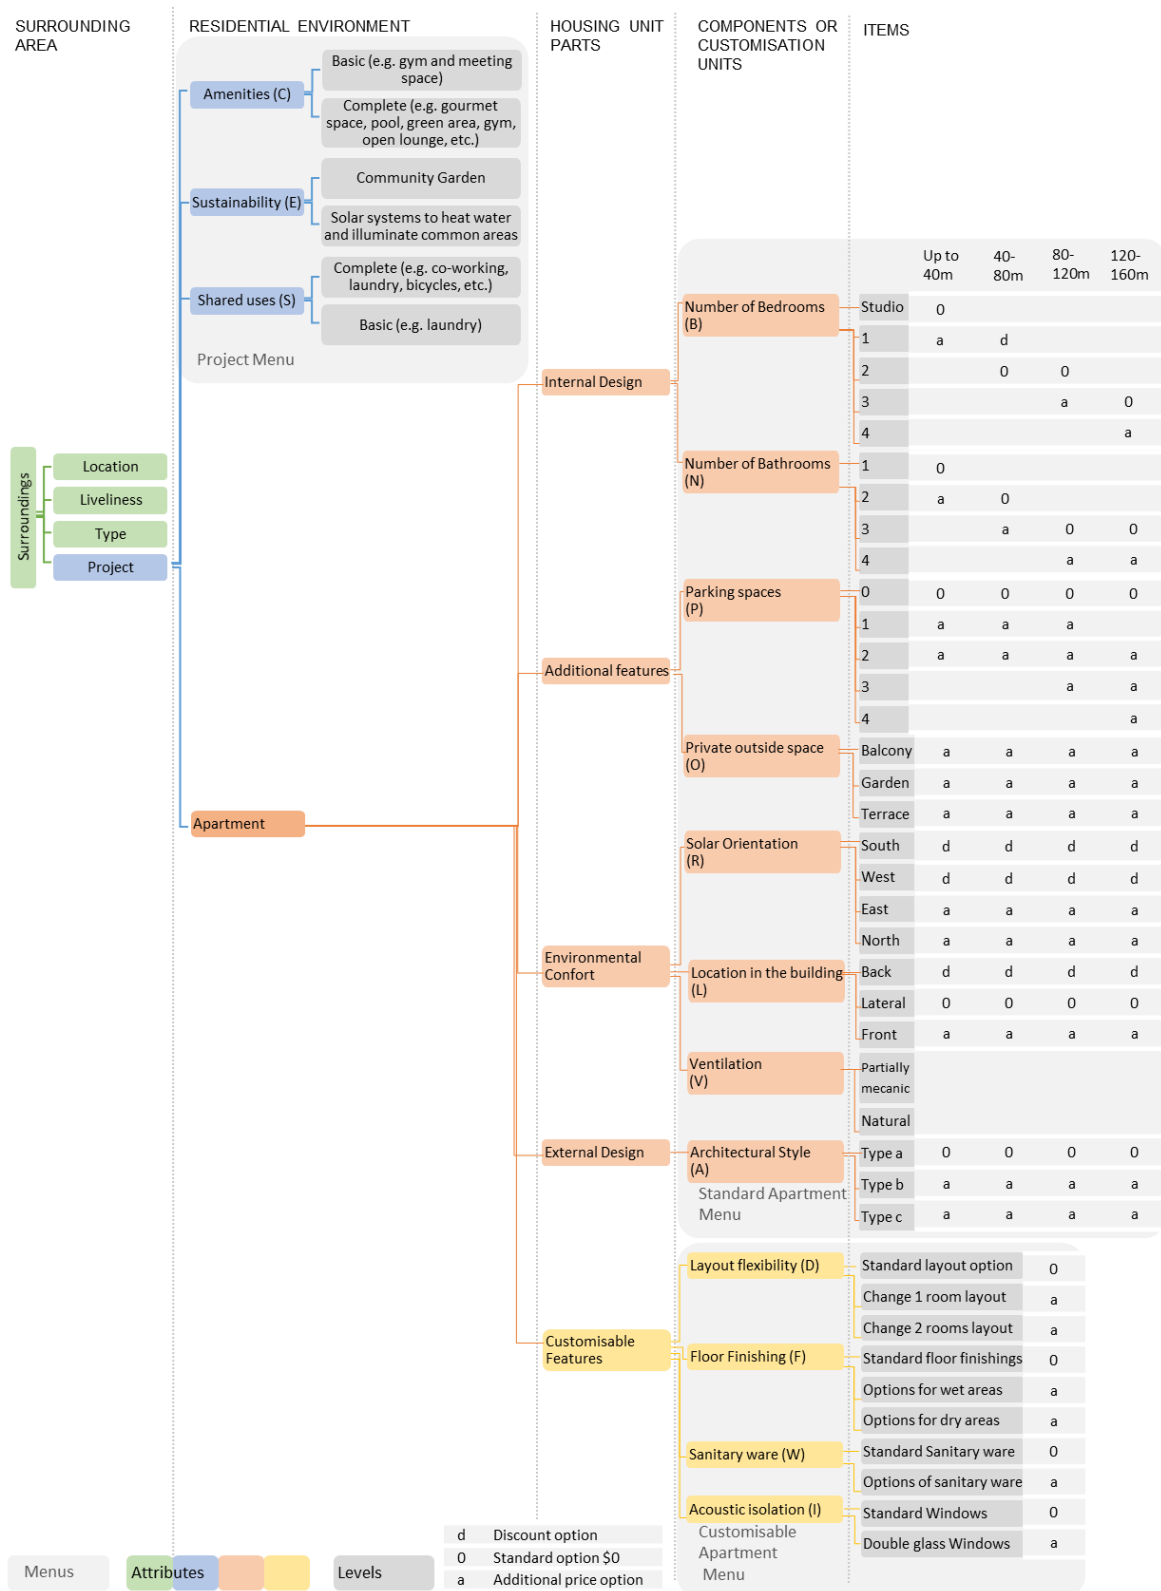 SURROUNDING AREA
RESIDENTIAL ENVIRONMENT
HOUSING UNIT PARTS
COMPONENTS OR CUSTOMISATION UNITS
ITEMS
Amenities (C)
Basic (e.g. gym and meeting
space)
Complete (e.g. gourmet
space, pool, green area, gym,
open lounge, etc.)
Sustainability (E)
Community Garden
Solar systems to heat water
and illuminate common areas
Shared uses (S)
Complete (e.g. co-working,
laundry, bicycles, etc.)
Basic (e.g. laundry)
Project Menu
Surroundings
Location
Liveliness
Type
Project
Apartment
Internal Design
Additional features
Environmental
Confort
External Design
Customisable
Features
Up to 40m 40-80m 80-120m 120-160m
Number of Bedrooms
(B)
Studio 0
1 a d
2 0 0
3 a 0
4 a
Number of Bathrooms
(N)
1 0
2 a 0
3 a 0 0
4 a a
Parking spaces
(P)
0 0 0 0 0
1 a a a
2 a a a a
3 a a
4 a
Private outside space
(O)
Balcony a a a a
Garden a a a a
Terrace a a a a
Solar Orientation
(R)
South d d d d
West d d d d
East a a a a
North a a a a
Location in the building
(L)
Back d d d d
Lateral 0 0 0 0
Front a a a a
Ventilation
(V)
Partially
mecanic
Natural
Architectural Style
(A)
Type a 0 0 0 0
Type b a a a a
Type c a a a a
Standard Apartment
Menu
Layout flexibility (D)
Standard layout option 0
Change 1 room layout a
Change 2 rooms layout a
Floor Finishing (F)
Standard floor finishings 0
Options for wet areas a
Options for dry areas a
Sanitary ware (W)
Standard Sanitary ware 0
Options of sanitary ware a
Acoustic isolation (I)
Standard Windows 0
Double glass Windows a
Customisable
Apartment
Menu
Menus
Attributes
Levels
d Discount option
0 Standard option $0
a Additional price option